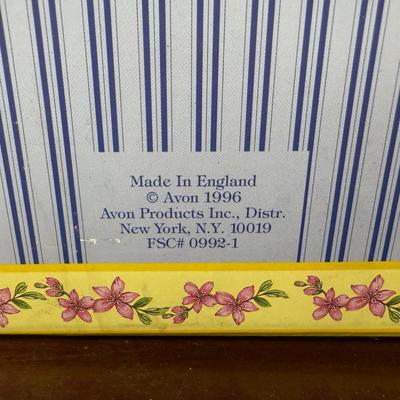 Made In England
© Avon 1996
Avon Products Inc., Distr.
New York, N.Y. 10019
FSC# 0992-1